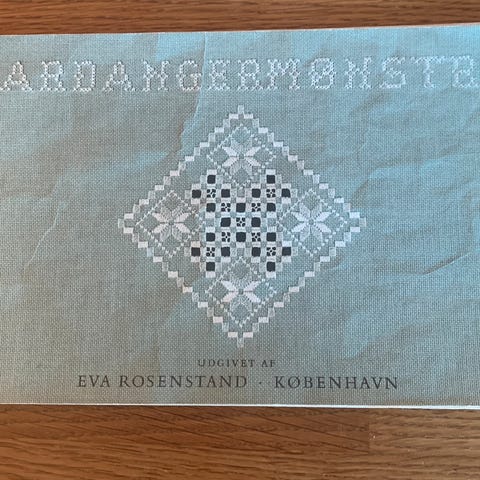 ARDANGERMØNST
UDGIVET AF
EVA ROSENSTAND · KØBENHAVN